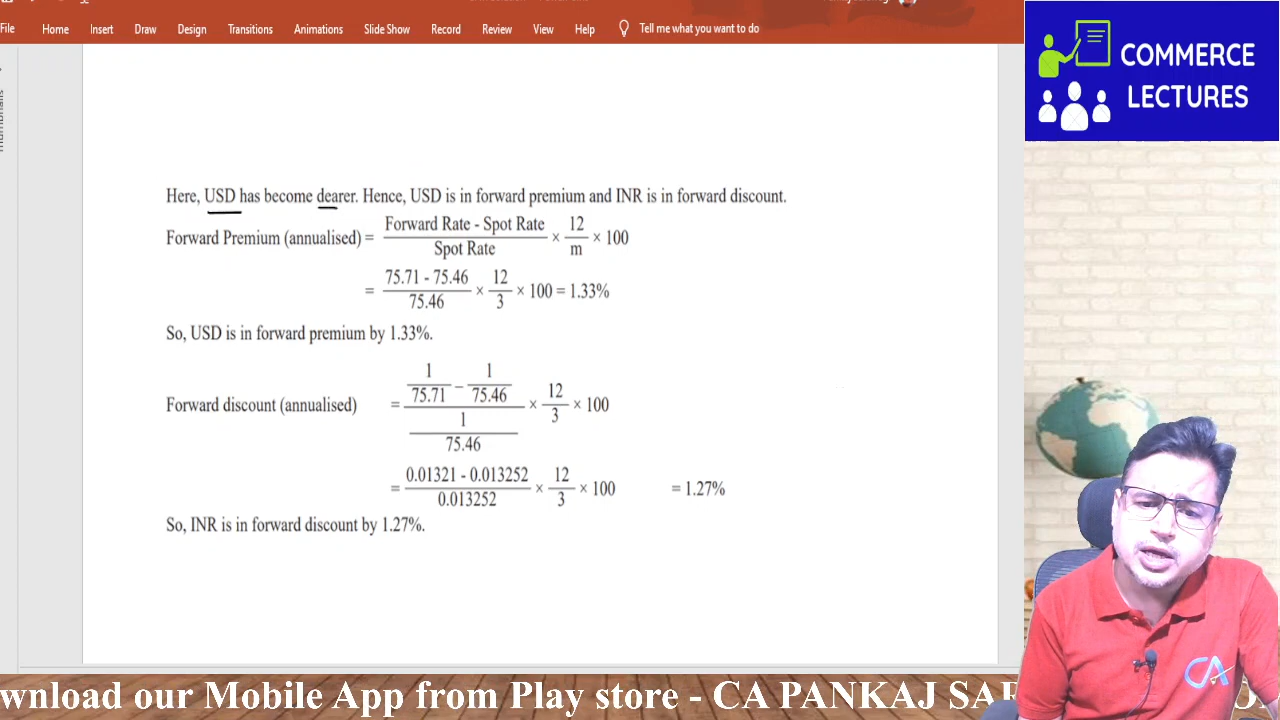 File Home Insert Draw Design Transitions Animations Slide Show Record Review View Help Tell me what you want to do
COMMERCE
LECTURES
Here, USD has become dearer. Hence, USD is in forward premium and INR is in forward discount.
Forward Premium (annualised) = Forward Rate - Spot Rate / Spot Rate × 12 / m × 100
= 75.71 - 75.46 / 75.46 × 12 / 3 × 100 = 1.33%
So, USD is in forward premium by 1.33%.
Forward discount (annualised) = 1 / 75.71 − 1 / 75.46 / 1 / 75.46 × 12 / 3 × 100
= 0.01321 - 0.013252 / 0.013252 × 12 / 3 × 100 = 1.27%
So, INR is in forward discount by 1.27%.
CA
wnload our Mobile App from Play store - CA PANKAJ SAR